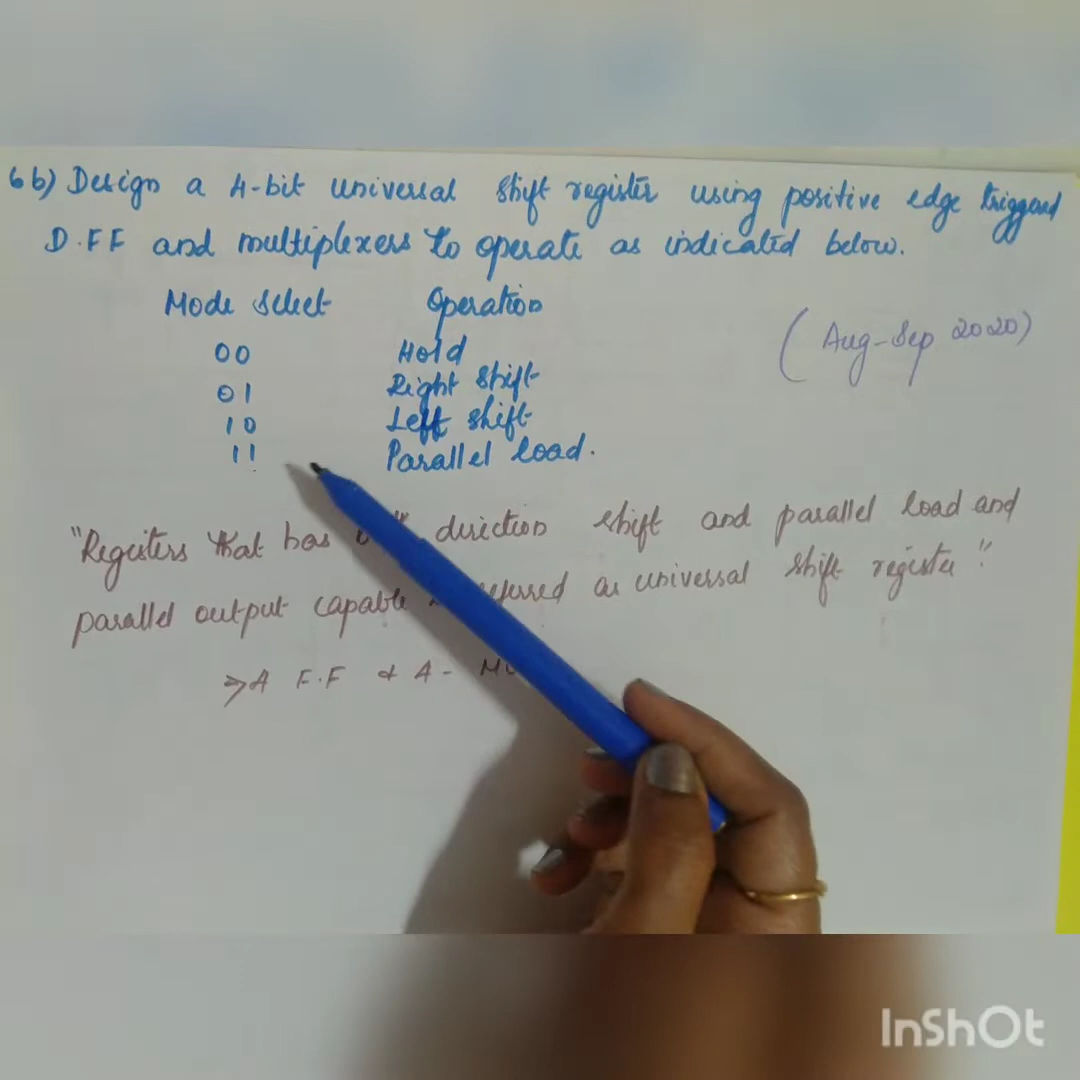 6 b) Design a 4-bit universal shift register using positive edge triggered
D.FF and multiplexers to operate as indicated below.
Mode Select Operation
00 Hold
01 Right shift
10 Left shift
11 Parallel load.
(Aug-Sep 2020)
"Registers that has direction shift and parallel load and
parallel output capable as universal shift register".
⇒ 4 F.F & 4-
InShOt